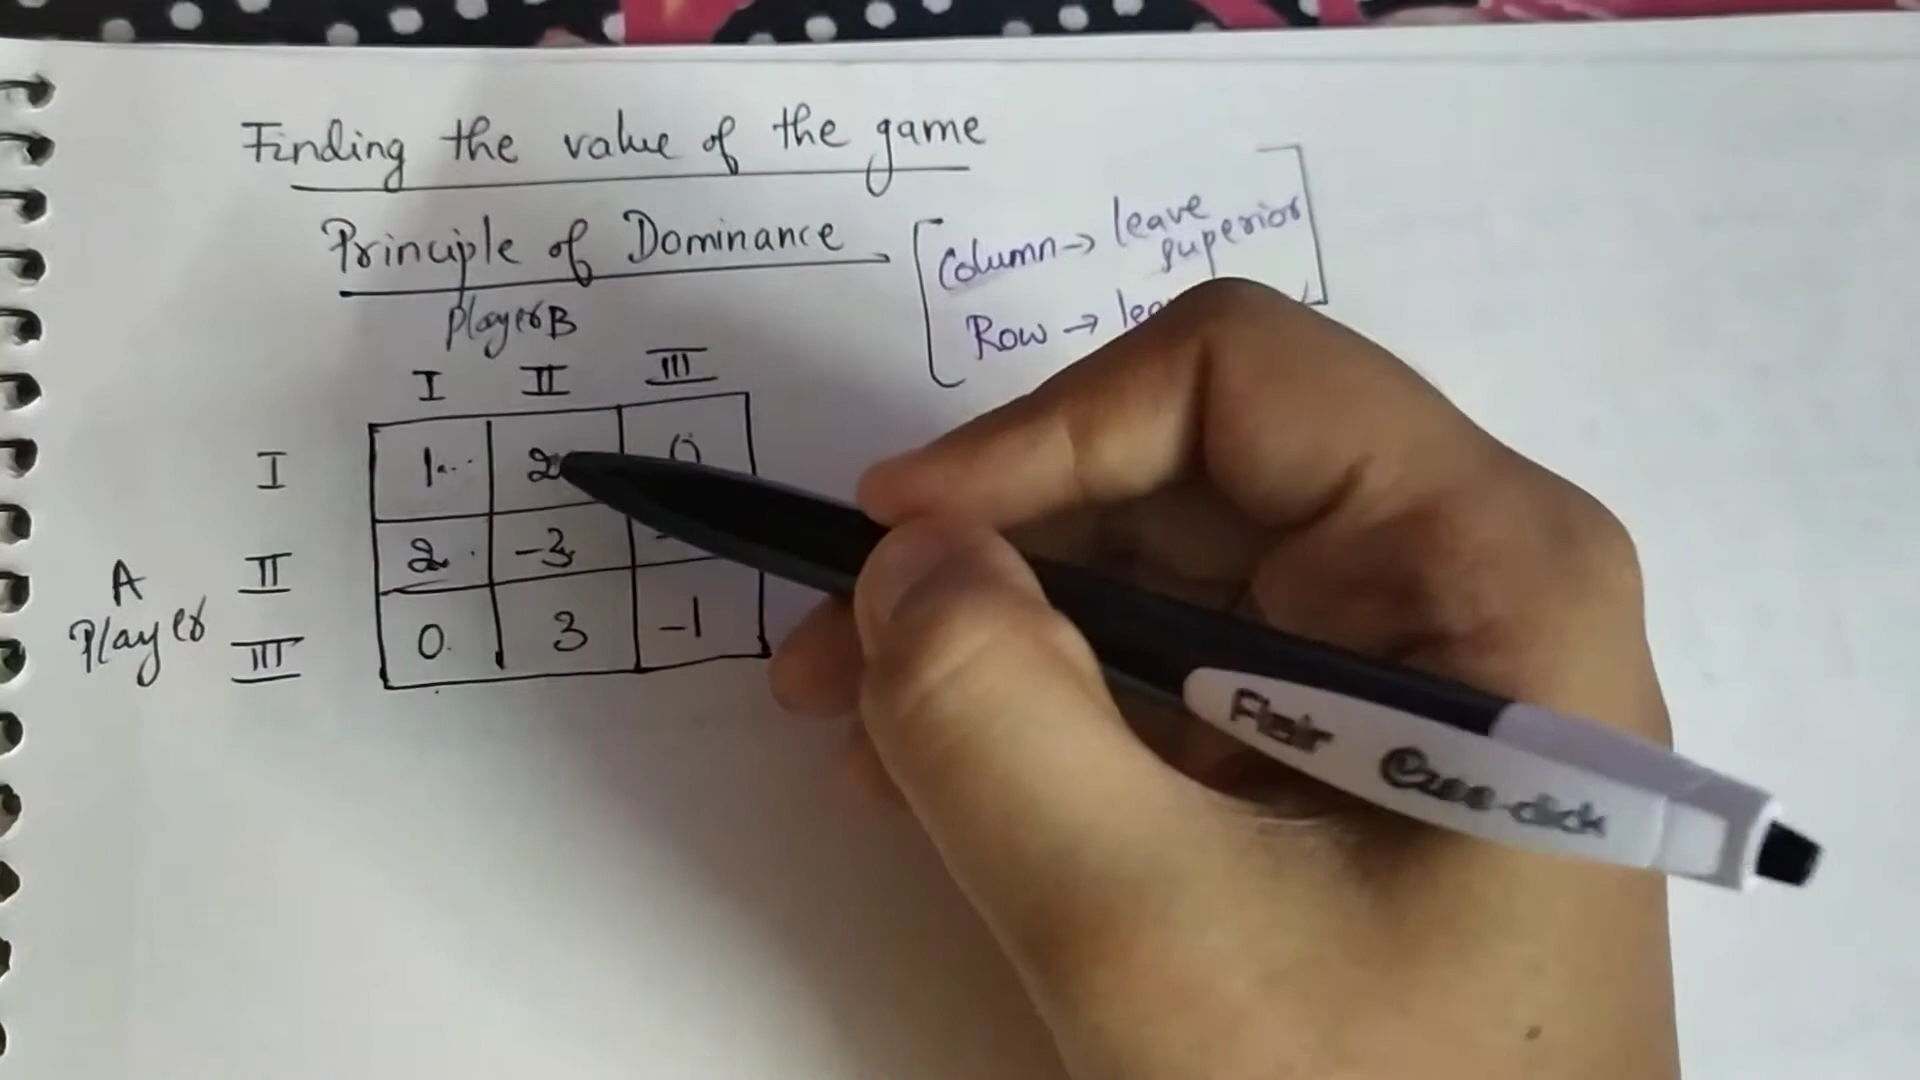 Finding the value of the game
Principle of Dominance
Column → leave superior
Row →
Player B
I II III
I 1 2 0
II 2 -3
III 0 3 -1
A Player
Flair